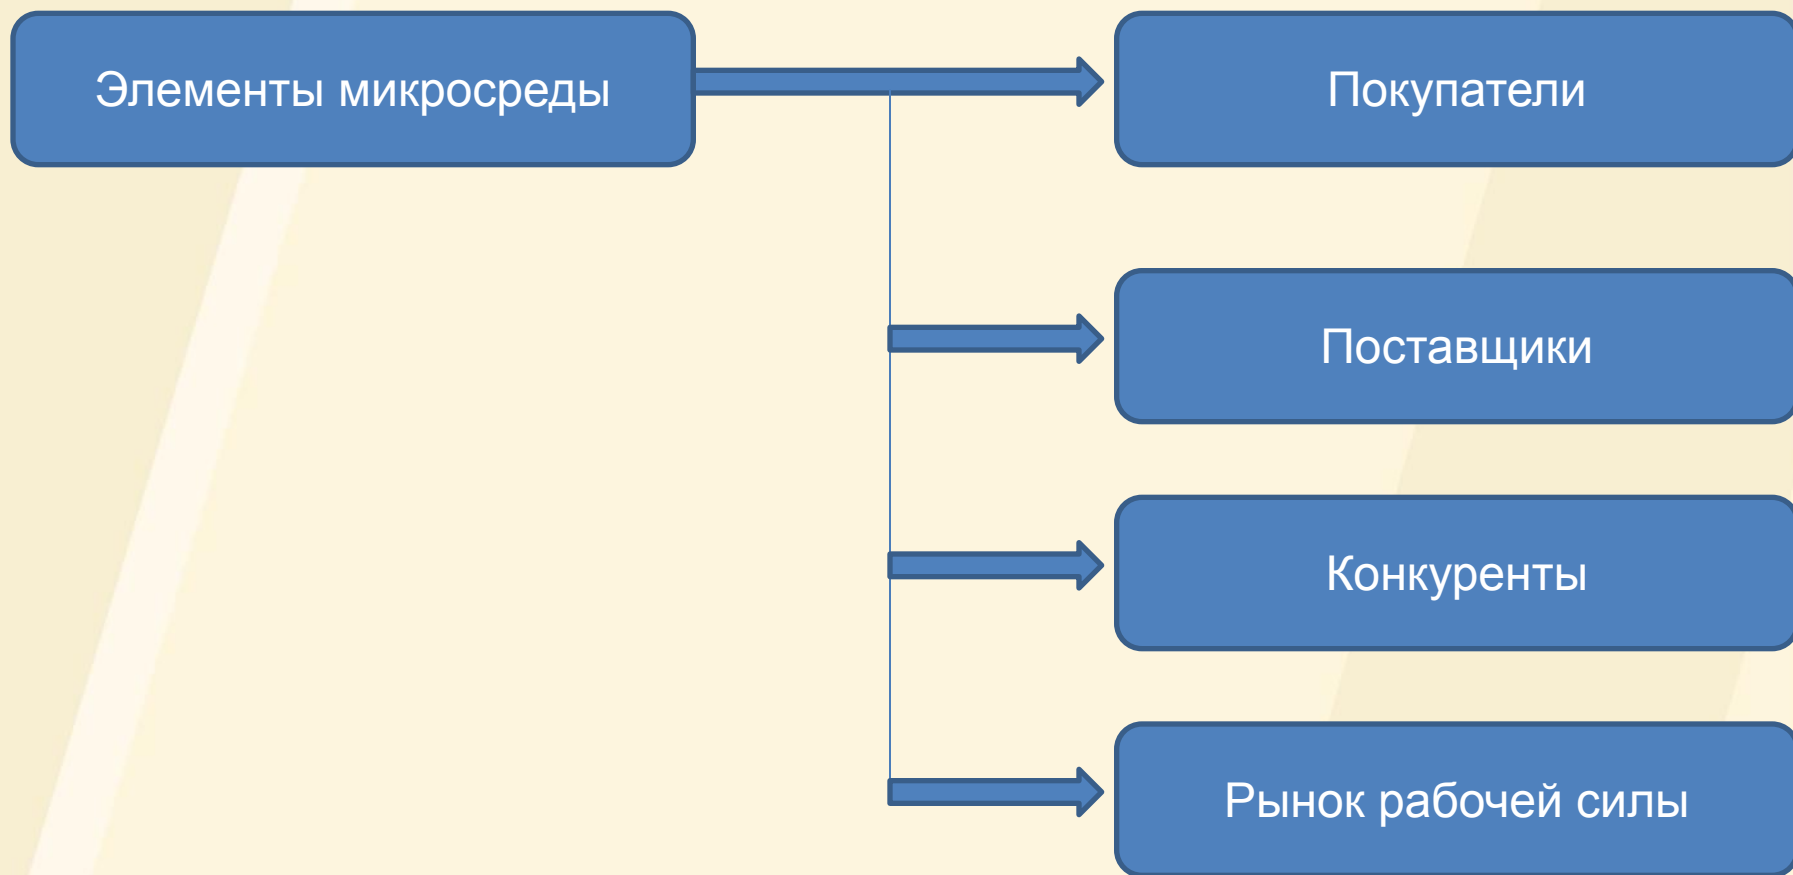 Элементы микросреды
Покупатели
Поставщики
Конкуренты
Рынок рабочей силы